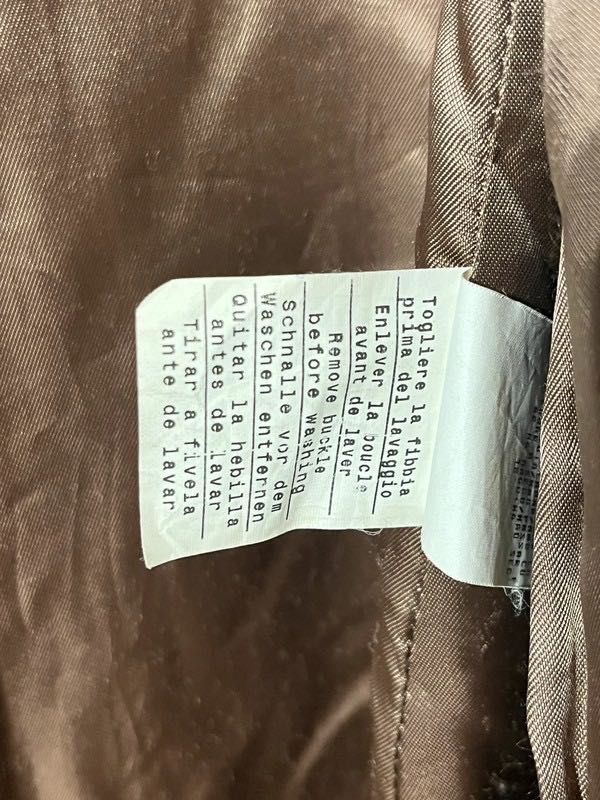 Togliere la fibbia
prima del lavaggio
Enlever la boucle
avant de laver
Remove buckle
before washing
Schnalle vor dem
Waschen entfernen
Quitar la hebilla
antes de lavar
Tirar a fivela
ante de lavar